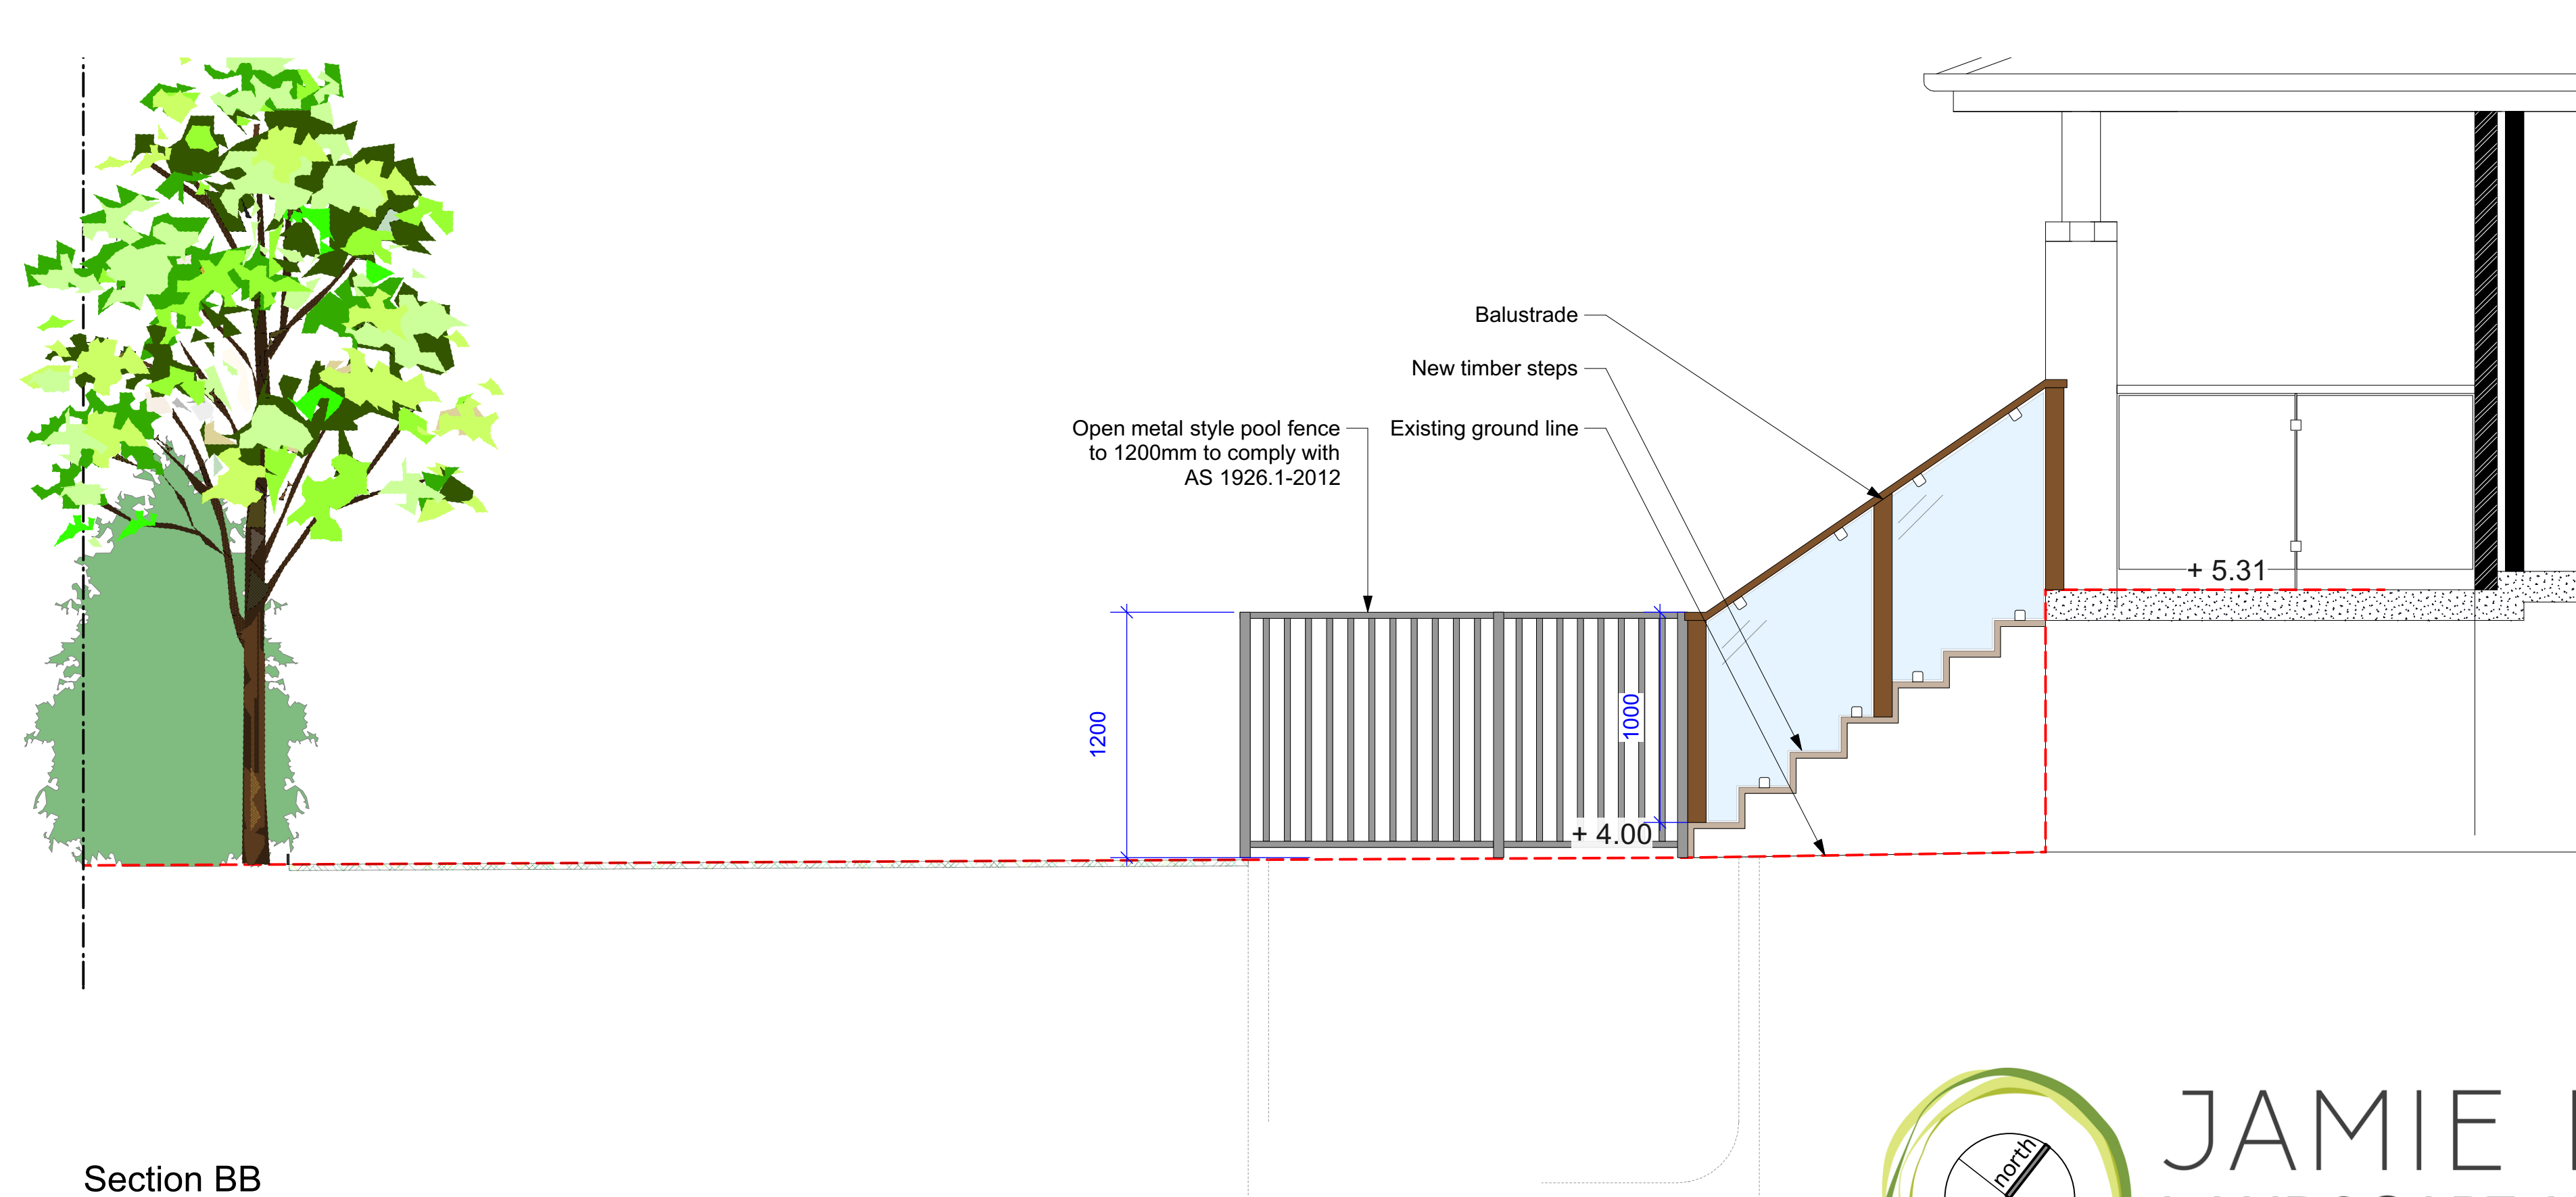 Balustrade
New timber steps
Open metal style pool fence
to 1200mm to comply with
AS 1926.1-2012
Existing ground line
+ 5.31
1200
1000
+ 4.00
Section BB
north
JAMIE